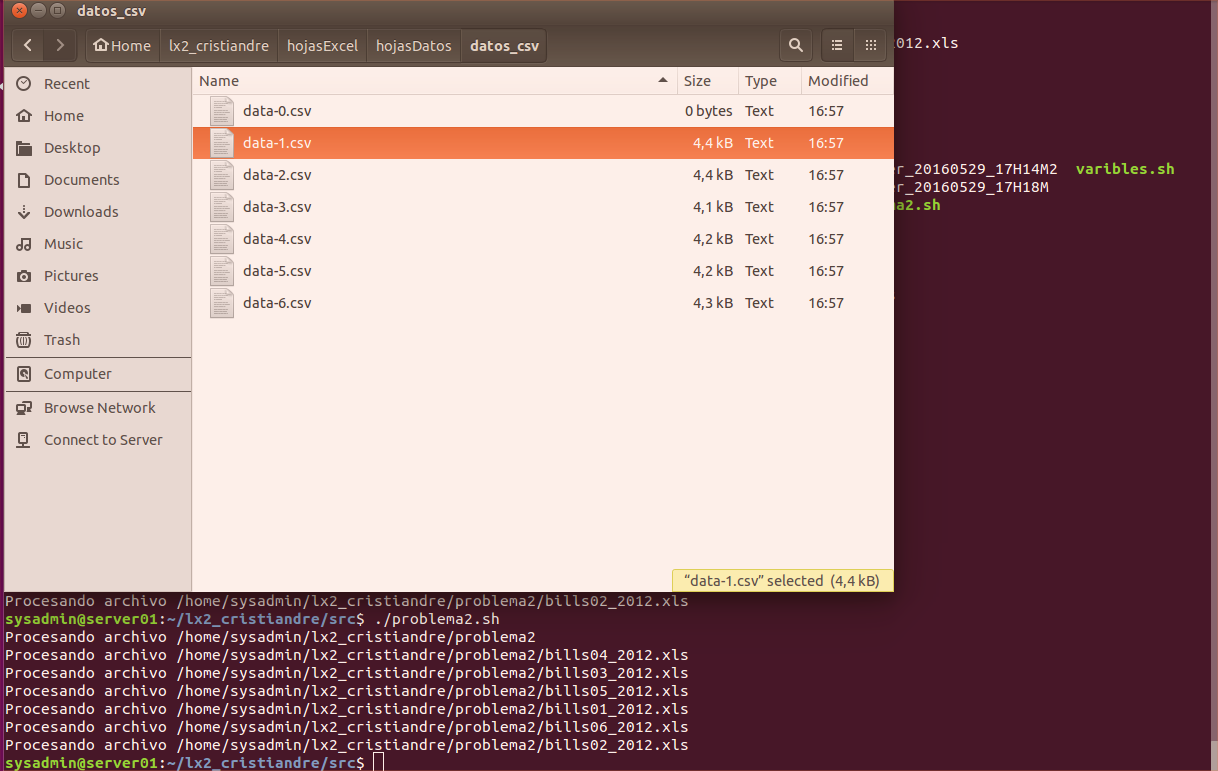 datos_csv
Home lx2_cristiandre hojasExcel hojasDatos datos_csv
Name Size Type Modified
Recent
Home
Desktop
Documents
Downloads
Music
Pictures
Videos
Trash
Computer
Browse Network
Connect to Server
data-0.csv 0 bytes Text 16:57
data-1.csv 4,4 kB Text 16:57
data-2.csv 4,4 kB Text 16:57
data-3.csv 4,1 kB Text 16:57
data-4.csv 4,2 kB Text 16:57
data-5.csv 4,2 kB Text 16:57
data-6.csv 4,3 kB Text 16:57
“data-1.csv” selected (4,4 kB)
2012.xls
er_20160529_17H14M2 varibles.sh
er_20160529_17H18M
ma2.sh
Procesando archivo /home/sysadmin/lx2_cristiandre/problema2/bills02_2012.xls
sysadmin@server01:~/lx2_cristiandre/src$ ./problema2.sh
Procesando archivo /home/sysadmin/lx2_cristiandre/problema2
Procesando archivo /home/sysadmin/lx2_cristiandre/problema2/bills04_2012.xls
Procesando archivo /home/sysadmin/lx2_cristiandre/problema2/bills03_2012.xls
Procesando archivo /home/sysadmin/lx2_cristiandre/problema2/bills05_2012.xls
Procesando archivo /home/sysadmin/lx2_cristiandre/problema2/bills01_2012.xls
Procesando archivo /home/sysadmin/lx2_cristiandre/problema2/bills06_2012.xls
Procesando archivo /home/sysadmin/lx2_cristiandre/problema2/bills02_2012.xls
sysadmin@server01:~/lx2_cristiandre/src$